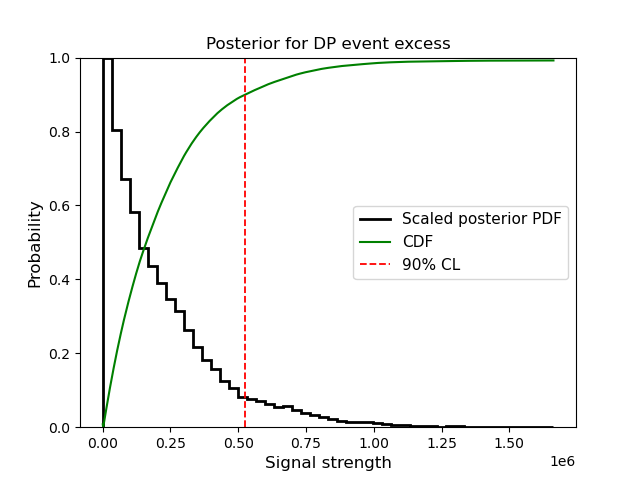 Posterior for DP event excess
Probability
1.0
0.8
0.6
0.4
0.2
0.0
Scaled posterior PDF
CDF
90% CL
0.00 0.25 0.50 0.75 1.00 1.25 1.50
1e6
Signal strength